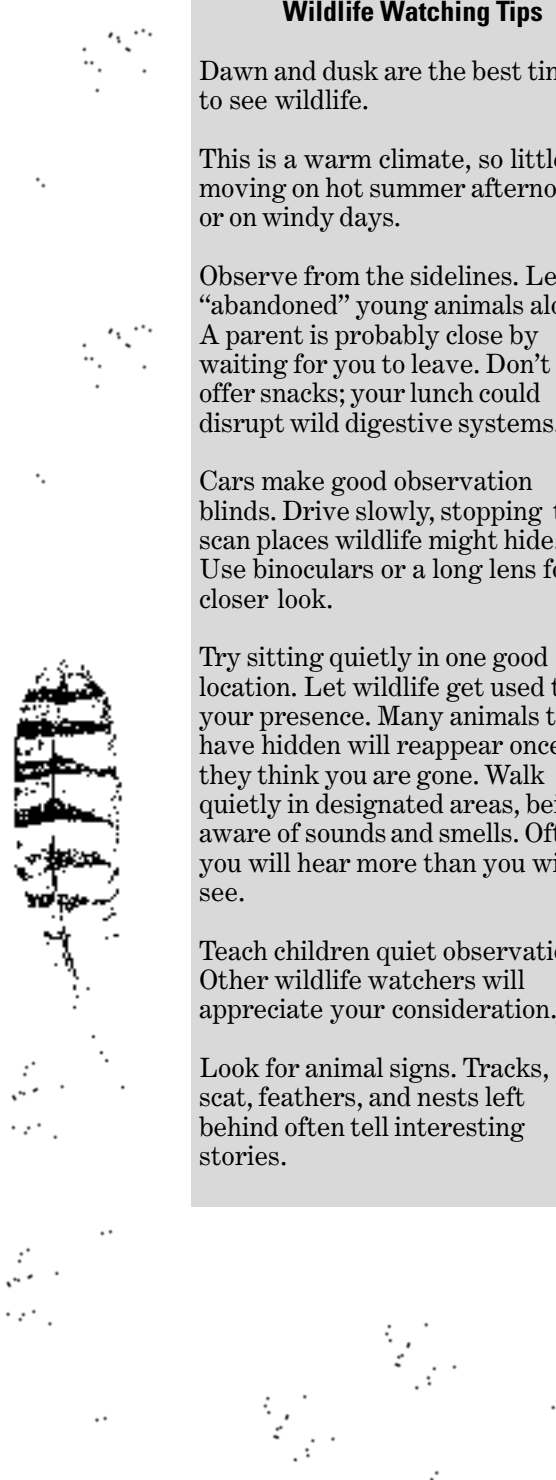 Wildlife Watching Tips
Dawn and dusk are the best
to see wildlife.
This is a warm climate, so
moving on hot summer
or on windy days.
Observe from the sidelines.
“abandoned” young animals
A parent is probably close by
waiting for you to leave. Don’t
offer snacks; your lunch could
disrupt wild digestive systems.
Cars make good observation
blinds. Drive slowly, stopping
scan places wildlife might hide.
Use binoculars or a long lens
closer look.
Try sitting quietly in one good
location. Let wildlife get used
your presence. Many animals
have hidden will reappear once
they think you are gone. Walk
quietly in designated areas,
aware of sounds and smells.
you will hear more than you
see.
Teach children quiet
Other wildlife watchers will
appreciate your consideration.
Look for animal signs. Tracks,
scat, feathers, and nests left
behind often tell interesting
stories.